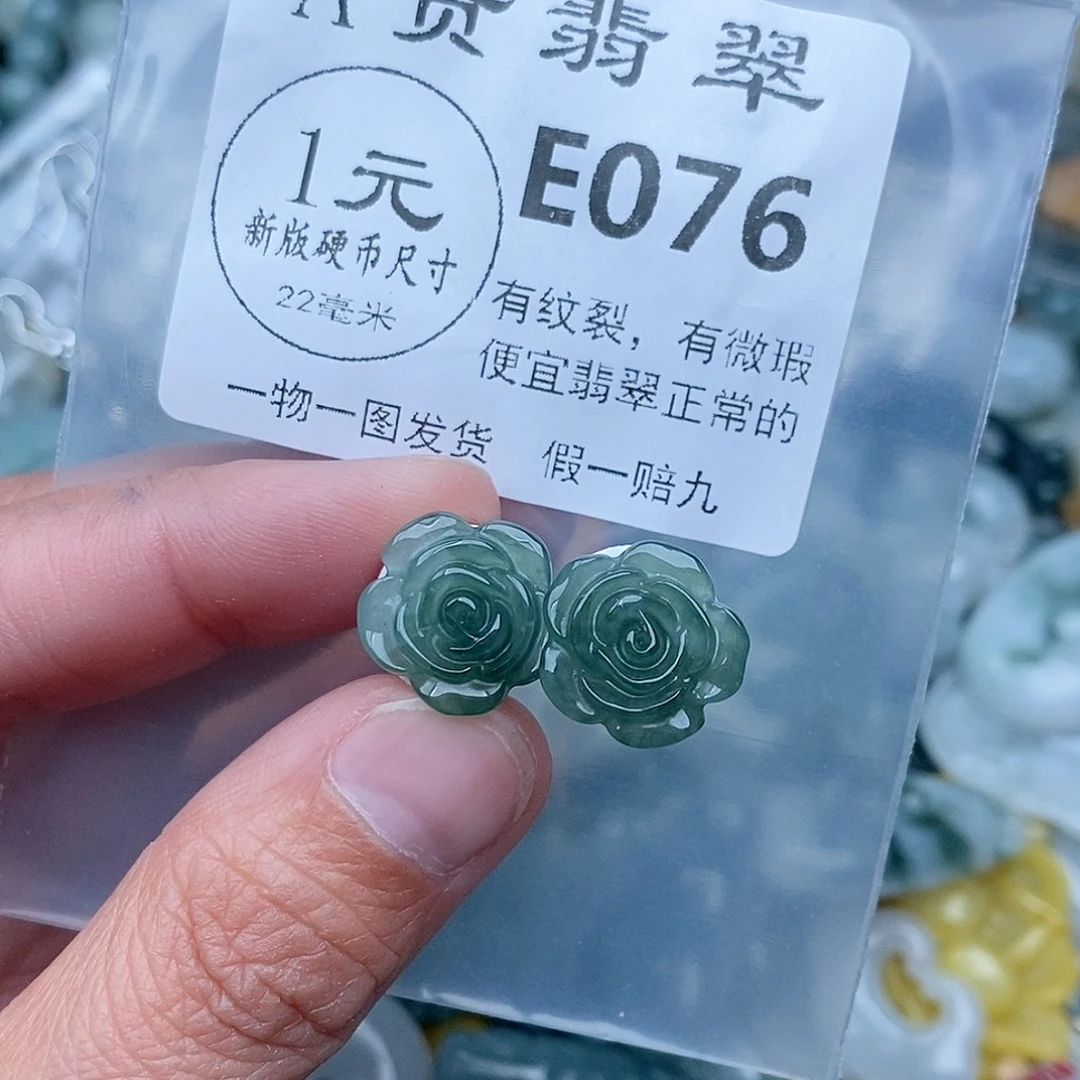 A货翡翠
E076
1元
新版硬币尺寸
22毫米
有纹裂，有微瑕
便宜翡翠正常的
一物一图发货 假一赔九